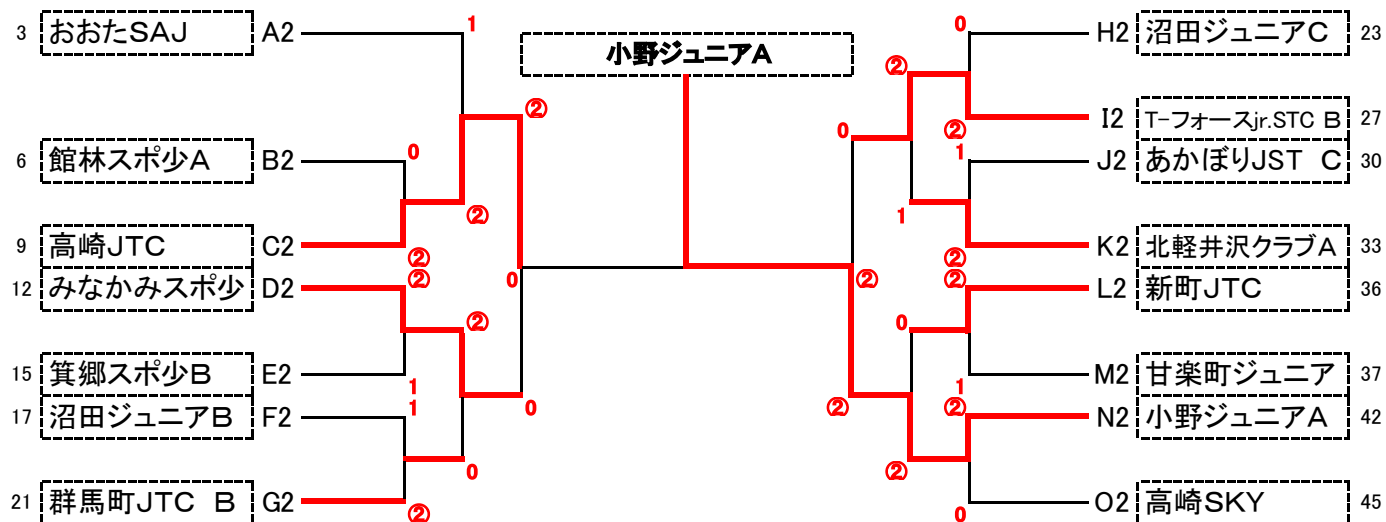 小野ジュニアA
3 おおたSAJ A2
6 館林スポ少A B2
9 高崎JTC C2
12 みなかみスポ少 D2
15 箕郷スポ少B E2
17 沼田ジュニアB F2
21 群馬町JTC B G2
1
0
②
②
②
1
1
②
②
②
0
②
0
0
H2 沼田ジュニアC 23
I2 T-フォースjr.STC B 27
J2 あかぼりJST C 30
K2 北軽井沢クラブA 33
L2 新町JTC 36
M2 甘楽町ジュニア 37
N2 小野ジュニアA 42
O2 高崎SKY 45
0
②
1
②
②
1
②
0
②
1
0
②
0
②
②